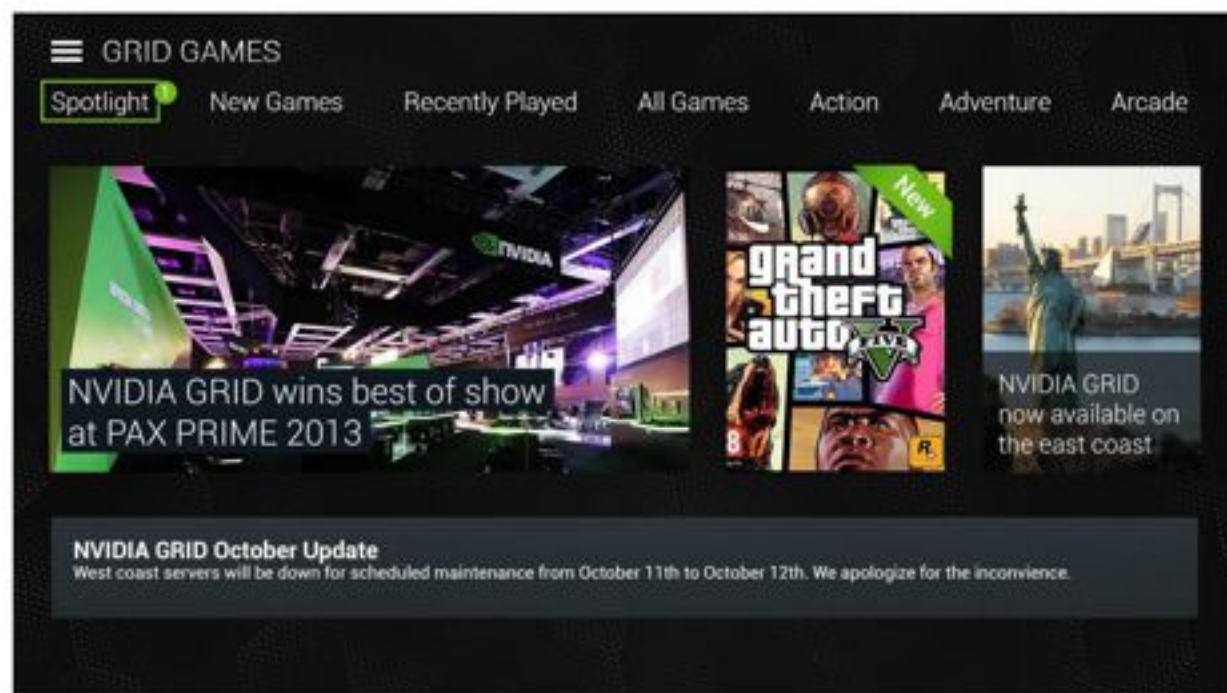 GRID GAMES
Spotlight 1 New Games Recently Played All Games Action Adventure Arcade
NVIDIA
NVIDIA GRID wins best of show
at PAX PRIME 2013
New
grand
theft
auto
V
FIVE
18
R
NVIDIA GRID
now available on
the east coast
NVIDIA GRID October Update
West coast servers will be down for scheduled maintenance from October 11th to October 12th. We apologize for the inconvience.